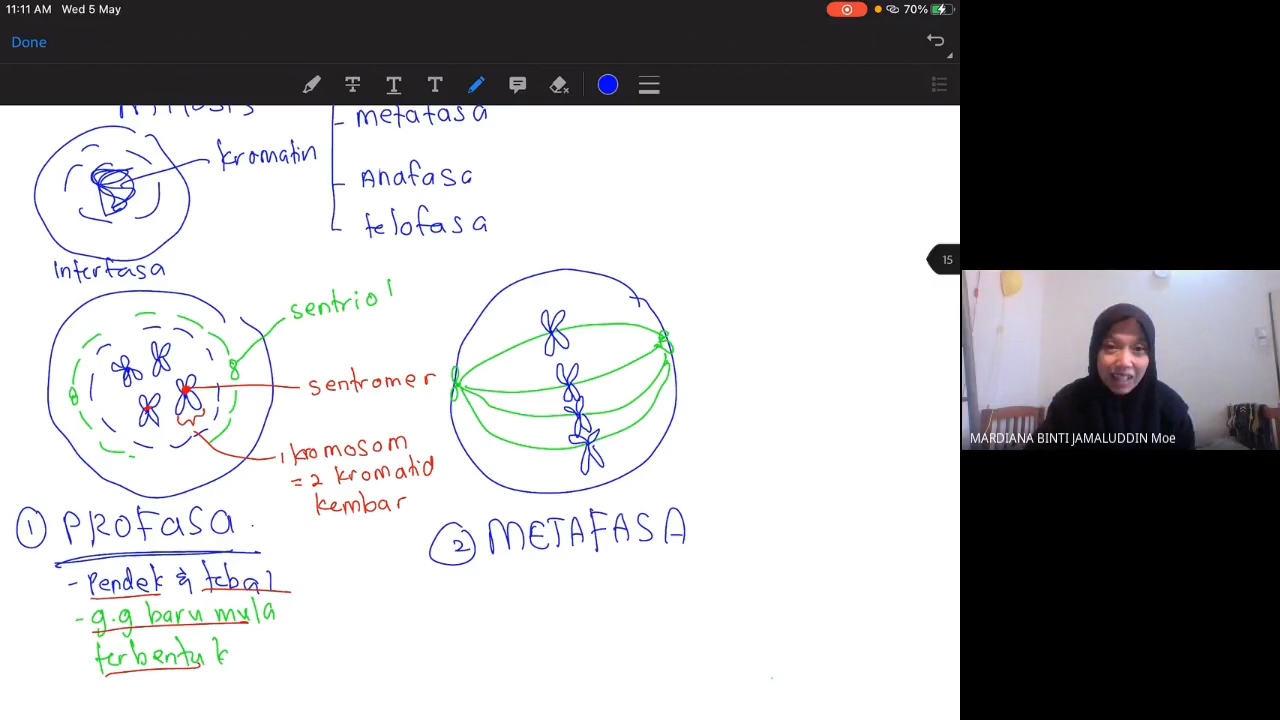 11:11 AM Wed 5 May
70%
Done
T T
mitosis
kromatin
- metafasa
- Anafasa
telofasa
Interfasa
15
sentriol
sentromer
1 kromosom
= 2 kromatid
kembar
1 PROFASA
2 METAFASA
- Pendek & tebal
- g.g baru mula
terbentuk
MARDIANA BINTI JAMALUDDIN Moe